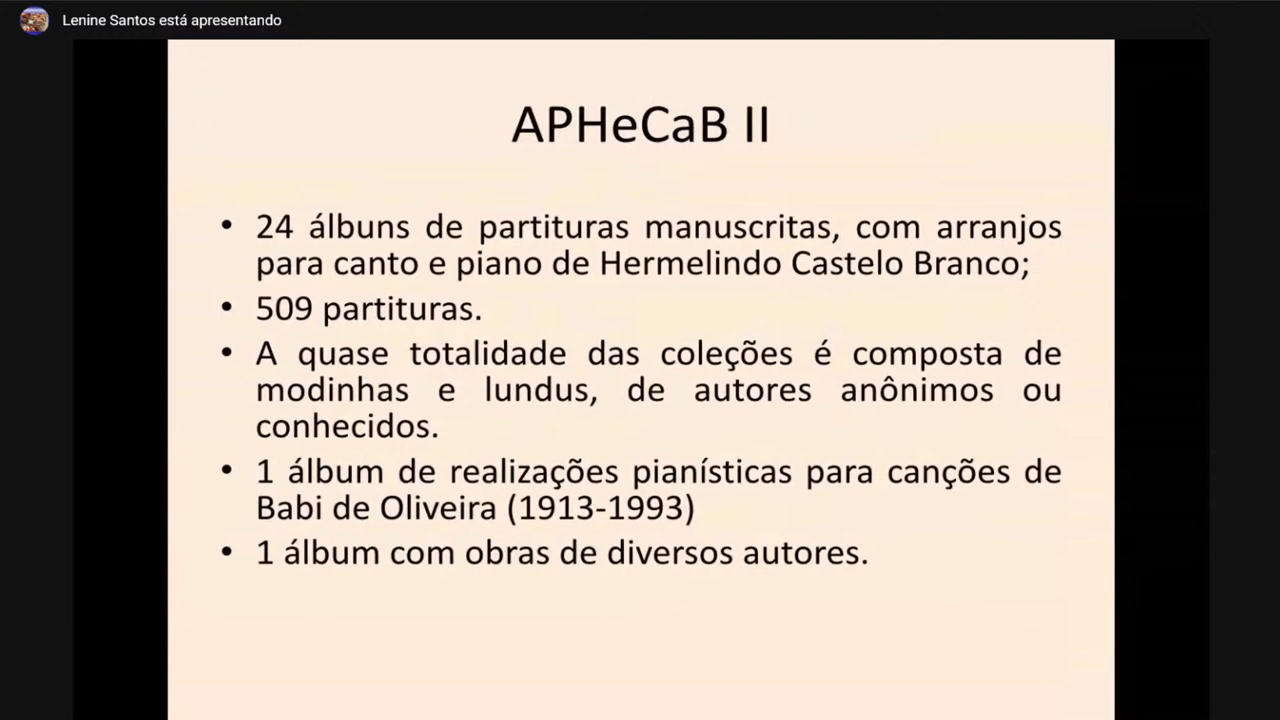 Lenine Santos está apresentando
APHeCaB II
• 24 álbuns de partituras manuscritas, com arranjos
para canto e piano de Hermelindo Castelo Branco;
• 509 partituras.
• A quase totalidade das coleções é composta de
modinhas e lundus, de autores anônimos ou
conhecidos.
• 1 álbum de realizações pianísticas para canções de
Babi de Oliveira (1913-1993)
• 1 álbum com obras de diversos autores.